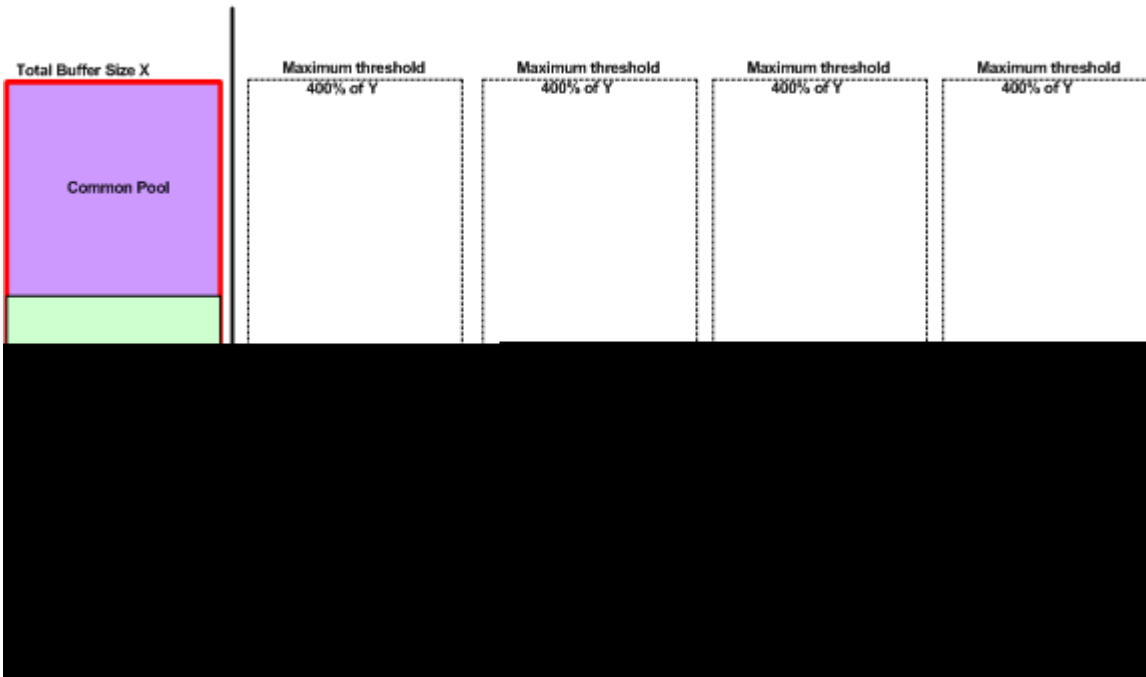 Total Buffer Size X
Maximum threshold
400% of Y
Maximum threshold
400% of Y
Maximum threshold
400% of Y
Maximum threshold
400% of Y
Common Pool